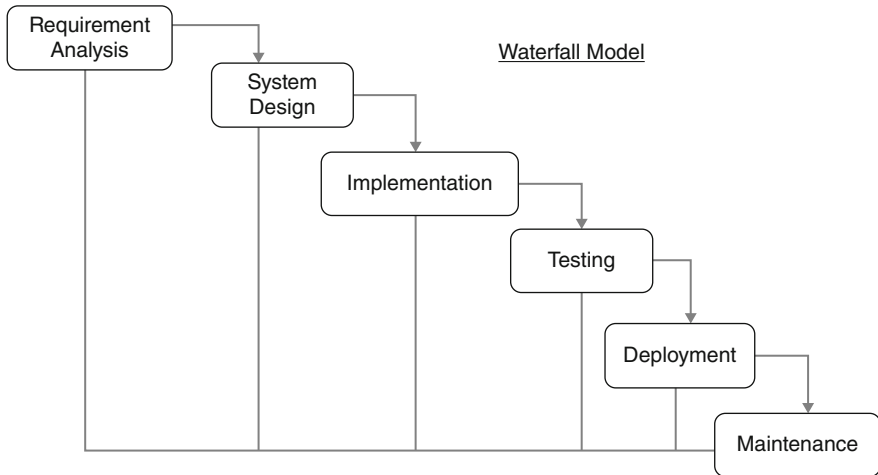 Requirement
Analysis
Waterfall Model
System
Design
Implementation
Testing
Deployment
Maintenance